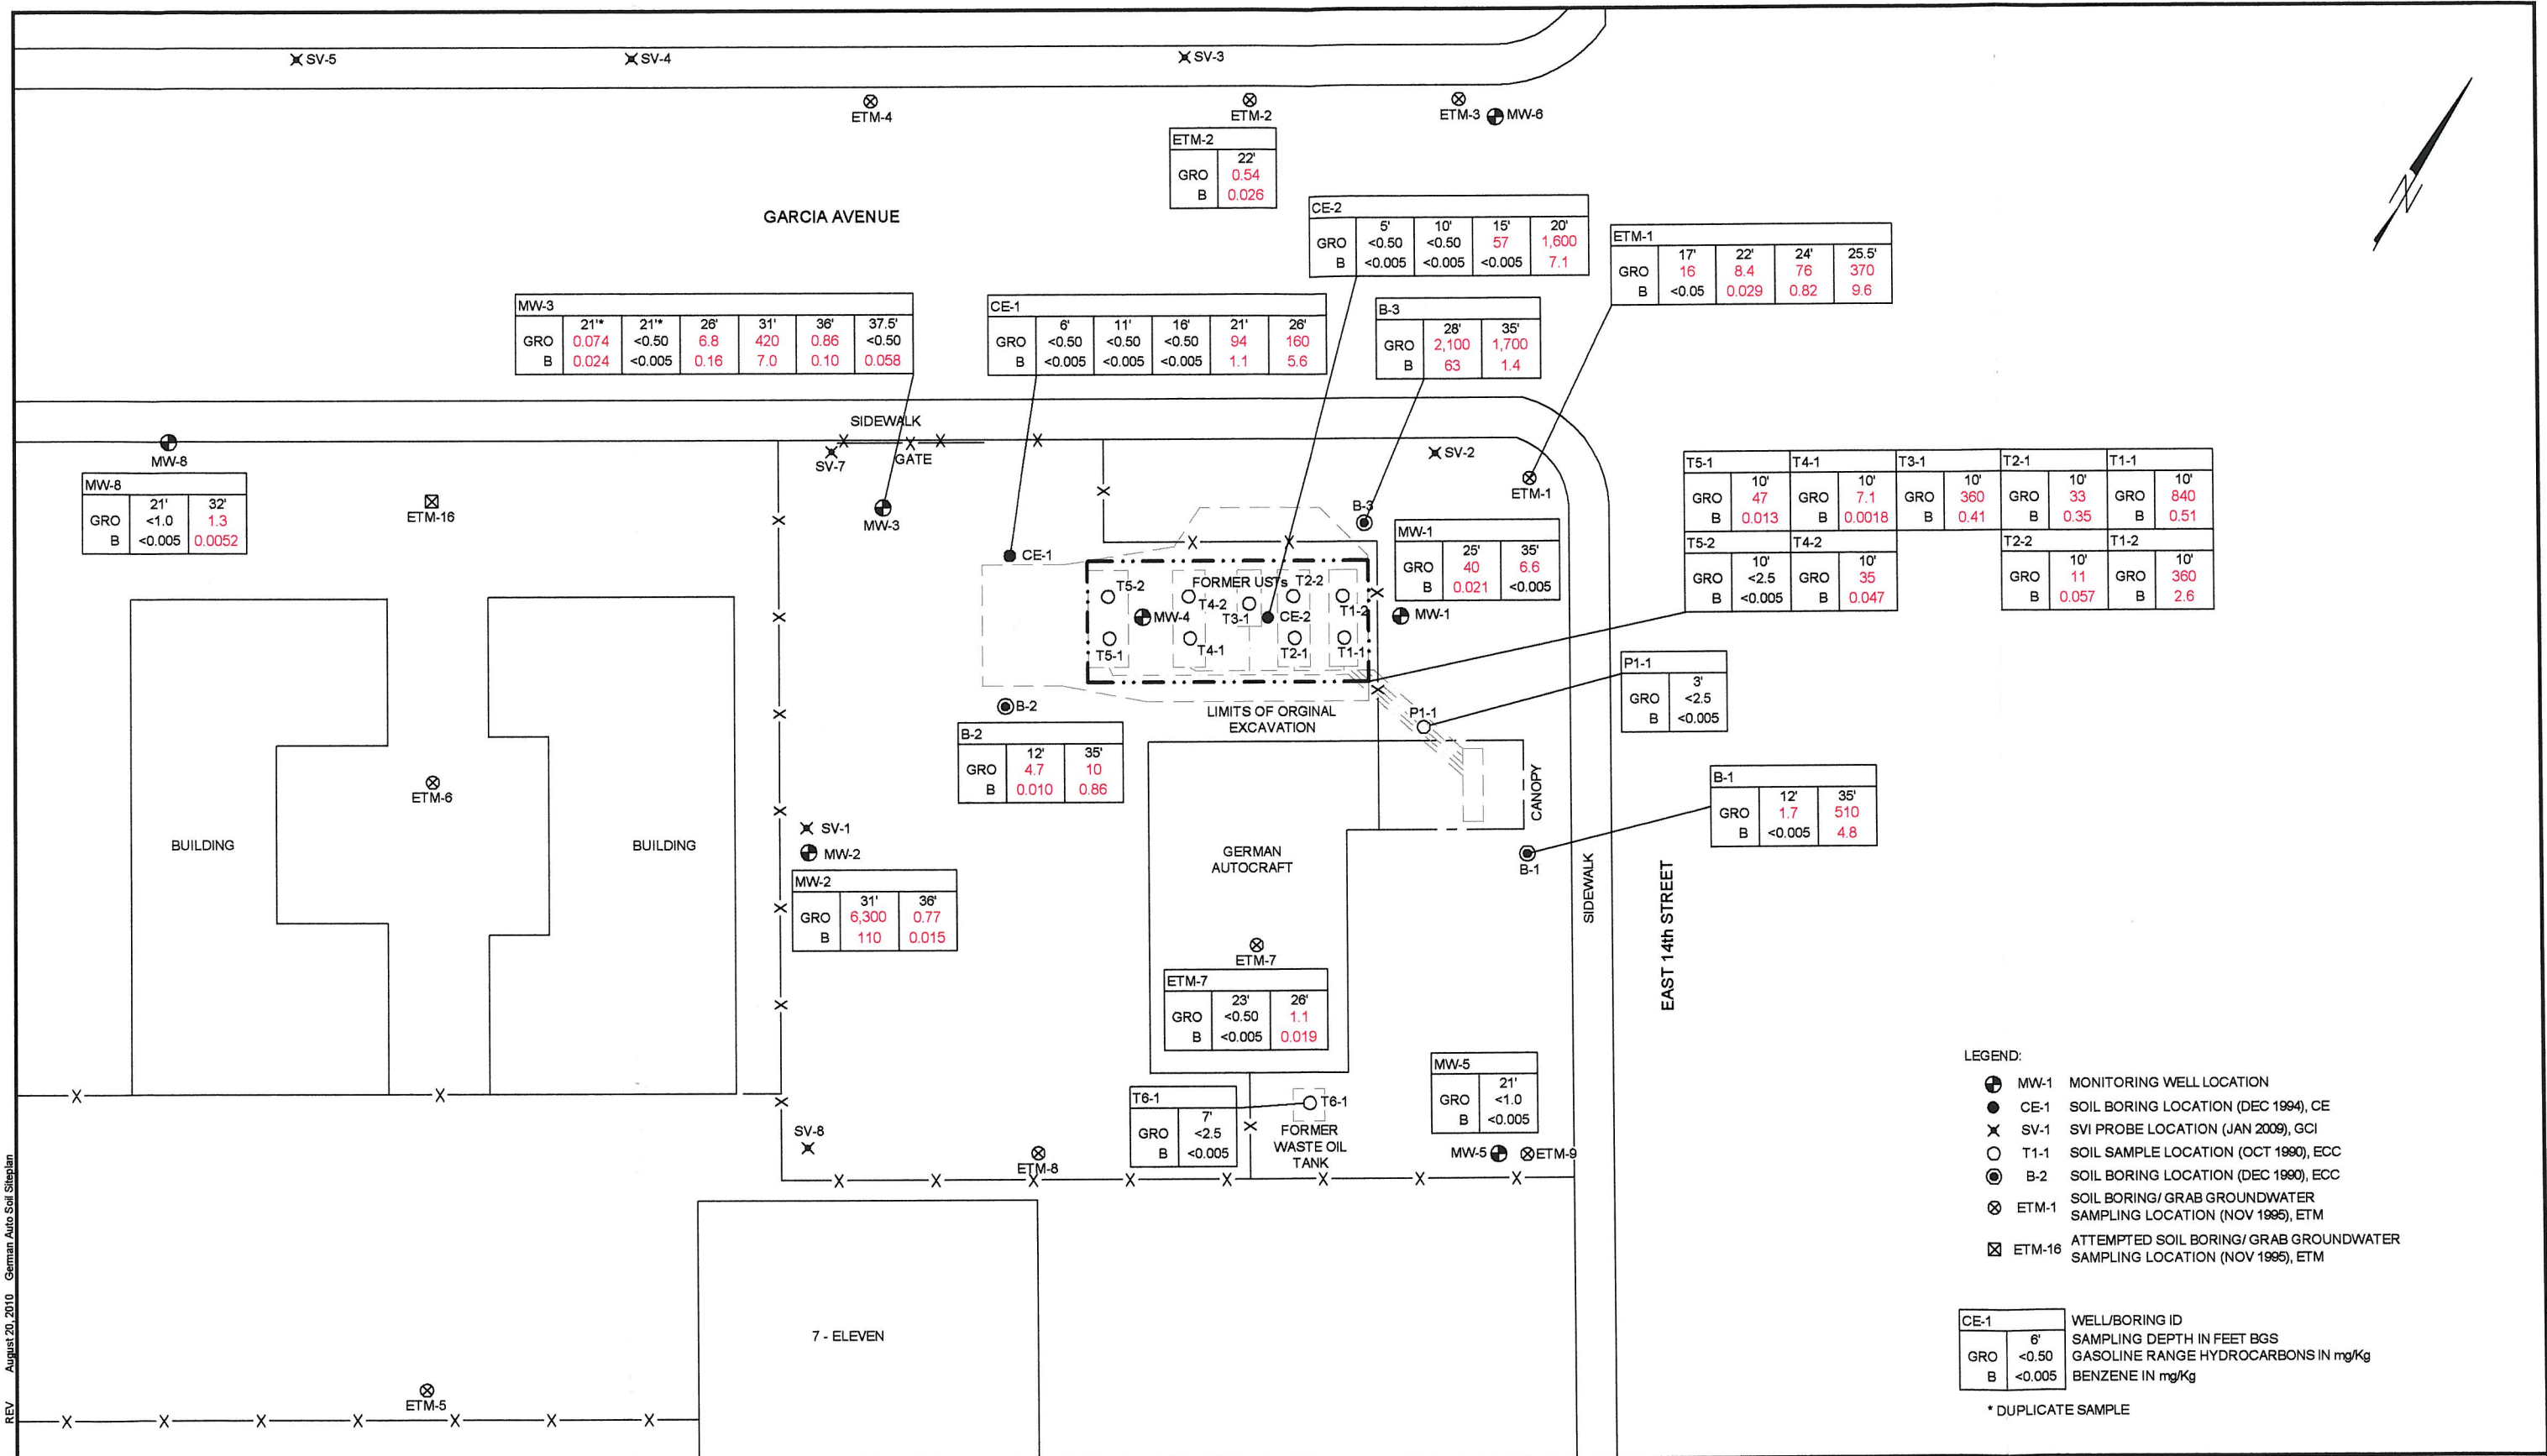 SV-5
SV-4
SV-3
ETM-4
ETM-2
ETM-3
MW-6
ETM-2
22'
GRO 0.54
B 0.026
GARCIA AVENUE
CE-2
5' 10' 15' 20'
GRO <0.50 <0.50 57 1,600
B <0.005 <0.005 <0.005 7.1
ETM-1
17' 22' 24' 25.5'
GRO 16 8.4 76 370
B <0.05 0.029 0.82 9.6
MW-3
21'* 21'* 26' 31' 36' 37.5'
GRO 0.074 <0.50 6.8 420 0.86 <0.50
B 0.024 <0.005 0.16 7.0 0.10 0.058
CE-1
6' 11' 16' 21' 26'
GRO <0.50 <0.50 <0.50 94 160
B <0.005 <0.005 <0.005 1.1 5.6
B-3
28' 35'
GRO 2,100 1,700
B 63 1.4
SIDEWALK
GATE
SV-7
SV-2
MW-8
MW-8
21' 32'
GRO <1.0 1.3
B <0.005 0.0052
ETM-16
MW-3
ETM-1
B-3
CE-1
T5-1 T4-1 T3-1 T2-1 T1-1
10' 10' 10' 10' 10'
GRO 47 GRO 7.1 GRO 360 GRO 33 GRO 840
B 0.013 B 0.0018 B 0.41 B 0.35 B 0.51
T5-2 T4-2 T2-2 T1-2
10' 10' 10' 10'
GRO <2.5 GRO 35 GRO 11 GRO 360
B <0.005 B 0.047 B 0.057 B 2.6
MW-1
25' 35'
GRO 40 6.6
B 0.021 <0.005
FORMER USTs
T5-2
T4-2
T2-2
T1-2
MW-4
T3-1
CE-2
MW-1
T5-1
T4-1
T2-1
T1-1
P1-1
3'
GRO <2.5
B <0.005
B-2
LIMITS OF ORGINAL
EXCAVATION
P1-1
B-2
12' 35'
GRO 4.7 10
B 0.010 0.86
CANOPY
B-1
12' 35'
GRO 1.7 510
B <0.005 4.8
ETM-6
BUILDING
BUILDING
SV-1
MW-2
MW-2
31' 36'
GRO 6,300 0.77
B 110 0.015
GERMAN
AUTOCRAFT
B-1
SIDEWALK
EAST 14th STREET
ETM-7
ETM-7
23' 26'
GRO <0.50 1.1
B <0.005 0.019
MW-5
21'
GRO <1.0
B <0.005
T6-1
7'
GRO <2.5
B <0.005
T6-1
FORMER
WASTE OIL
TANK
SV-8
ETM-8
MW-5
ETM-9
7 - ELEVEN
ETM-5
LEGEND:
MW-1 MONITORING WELL LOCATION
CE-1 SOIL BORING LOCATION (DEC 1994), CE
SV-1 SVI PROBE LOCATION (JAN 2009), GCI
T1-1 SOIL SAMPLE LOCATION (OCT 1990), ECC
B-2 SOIL BORING LOCATION (DEC 1990), ECC
ETM-1 SOIL BORING/ GRAB GROUNDWATER
SAMPLING LOCATION (NOV 1995), ETM
ETM-16 ATTEMPTED SOIL BORING/ GRAB GROUNDWATER
SAMPLING LOCATION (NOV 1995), ETM
CE-1 WELL/BORING ID
6' SAMPLING DEPTH IN FEET BGS
GRO <0.50 GASOLINE RANGE HYDROCARBONS IN mg/Kg
B <0.005 BENZENE IN mg/Kg
* DUPLICATE SAMPLE
REV August 20, 2010 German Auto Soil Siteplan
N